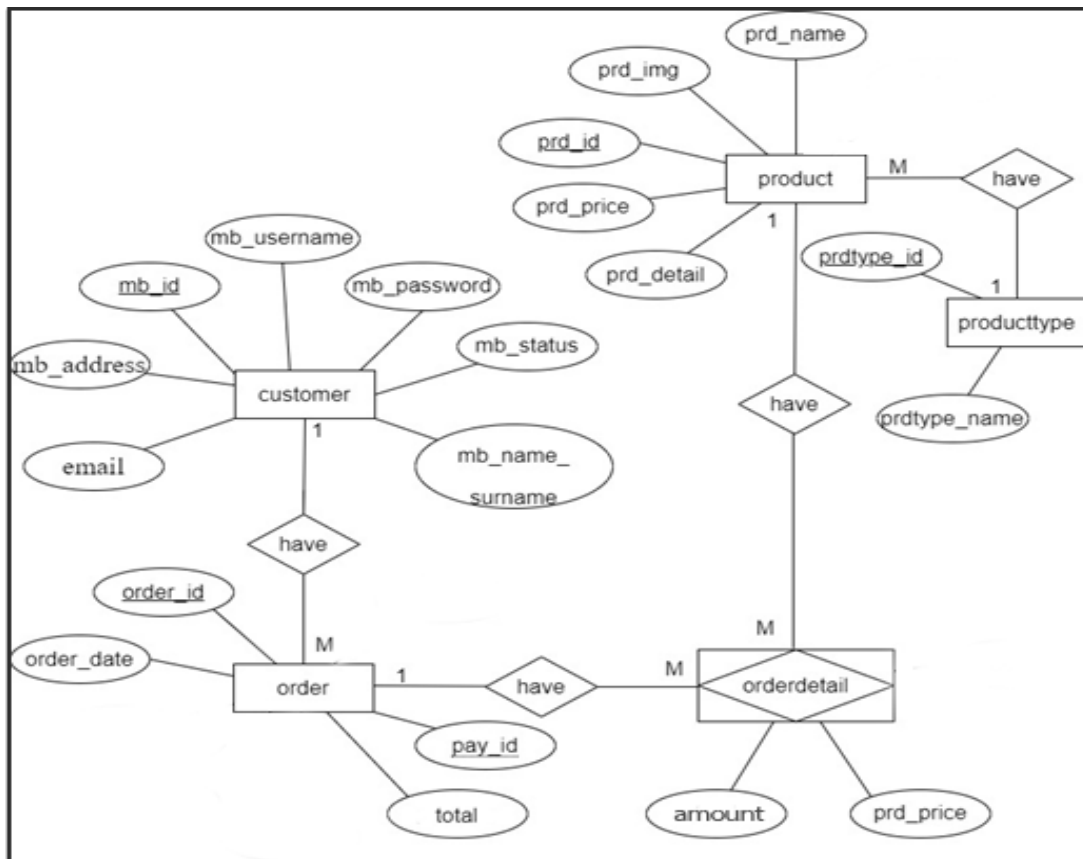 prd_name
prd_img
prd_id
product
M
have
prd_price
1
mb_username
prd_detail
prdtype_id
mb_id
mb_password
1
producttype
mb_status
mb_address
customer
have
prdtype_name
1
email
mb_name_
surname
have
order_id
M
M
order_date
order
1
have
M
orderdetail
pay_id
total
amount
prd_price